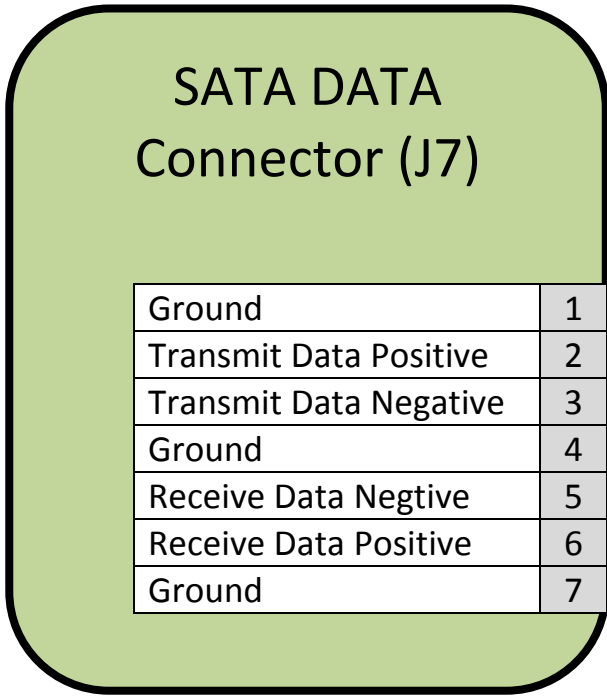 SATA DATA
Connector (J7)
Ground 1
Transmit Data Positive 2
Transmit Data Negative 3
Ground 4
Receive Data Negtive 5
Receive Data Positive 6
Ground 7